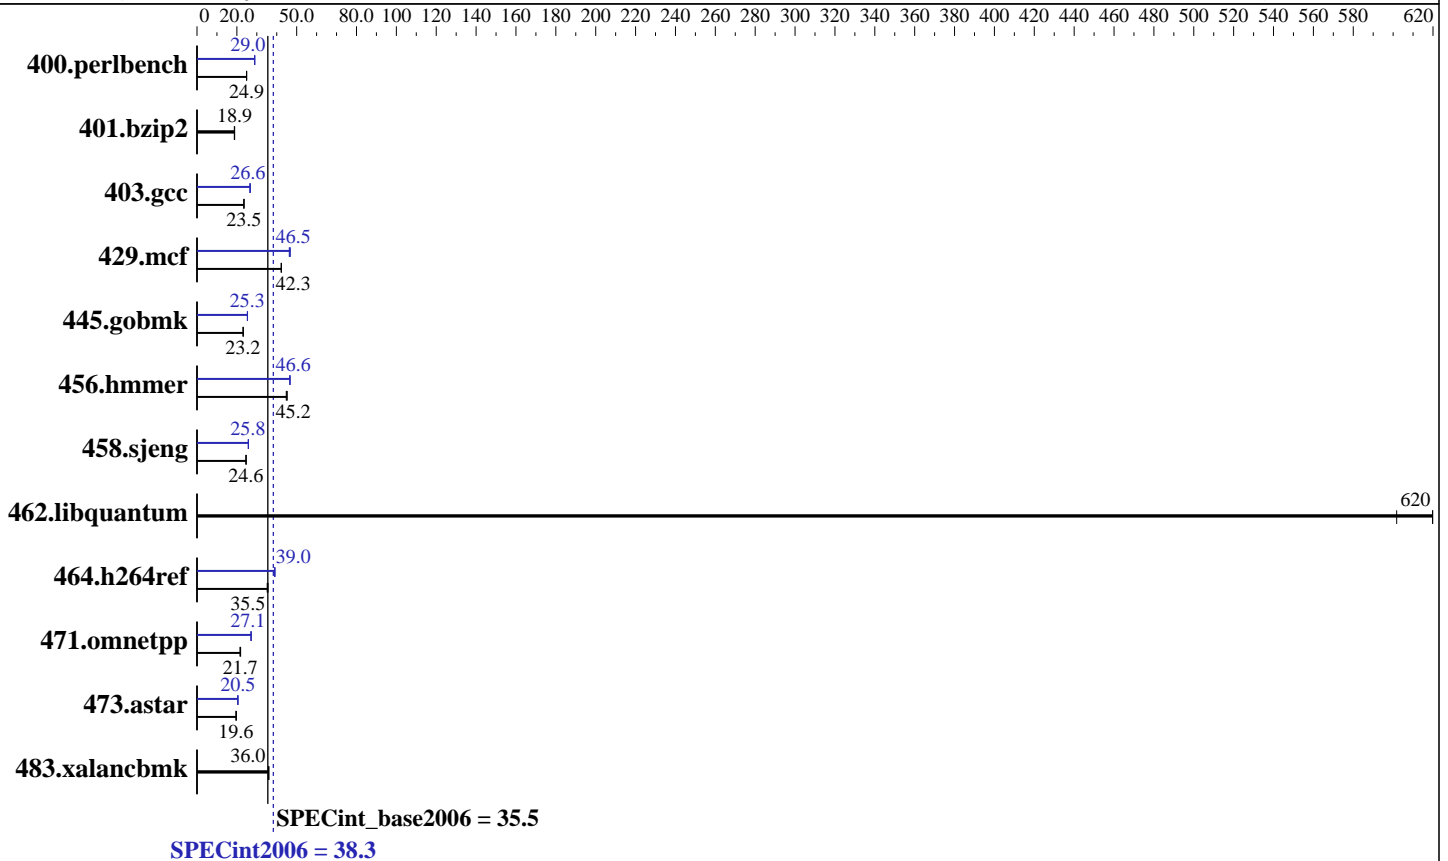 0 20.0 50.0 80.0 100 120 140 160 180 200 220 240 260 280 300 320 340 360 380 400 420 440 460 480 500 520 540 560 580 620
29.0
400.perlbench
24.9
18.9
401.bzip2
26.6
403.gcc
23.5
46.5
429.mcf
42.3
25.3
445.gobmk
23.2
46.6
456.hmmer
45.2
25.8
458.sjeng
24.6
620
462.libquantum
39.0
464.h264ref
35.5
27.1
471.omnetpp
21.7
20.5
473.astar
19.6
36.0
483.xalancbmk
SPECint_base2006 = 35.5
SPECint2006 = 38.3